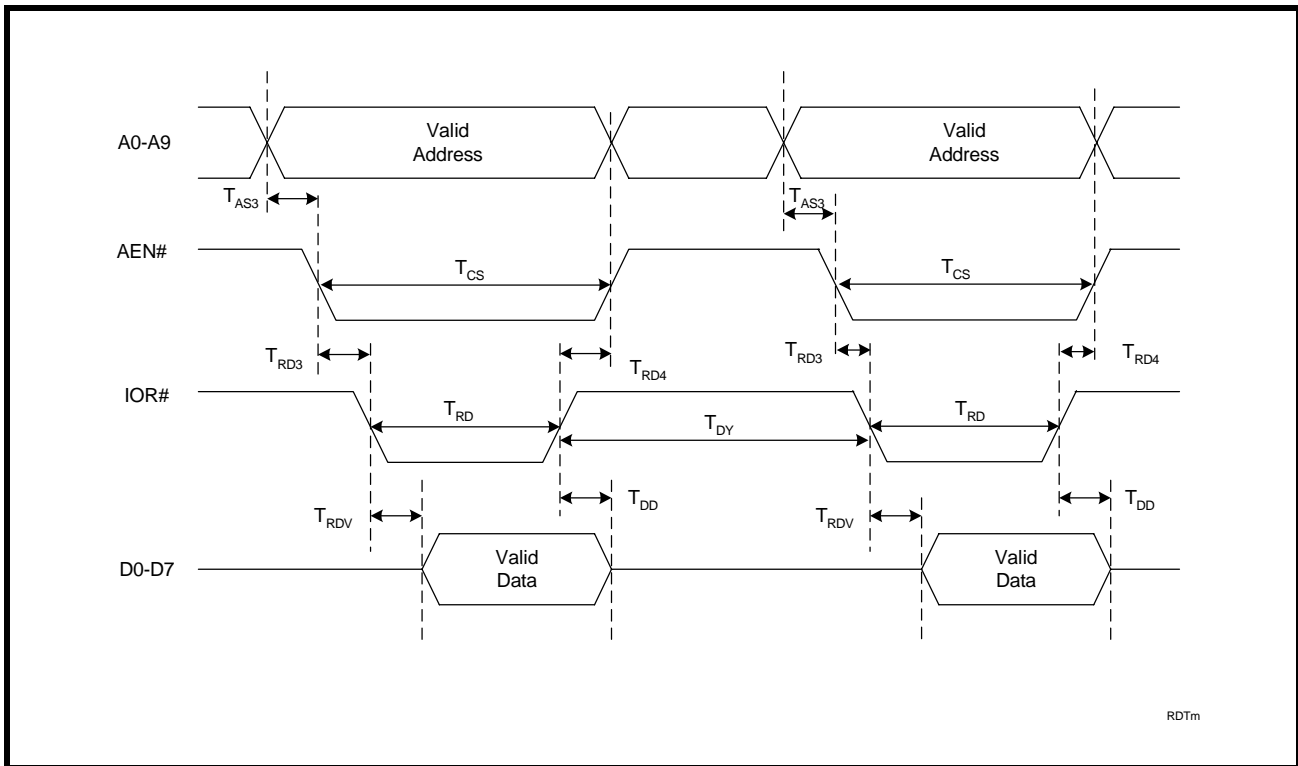 A0-A9
Valid
Address
Valid
Address
TAS3
TAS3
AEN#
TCS
TCS
TRD3
TRD4
TRD3
TRD4
IOR#
TRD
TDY
TRD
TRDV
TDD
TRDV
TDD
D0-D7
Valid
Data
Valid
Data
RDTm